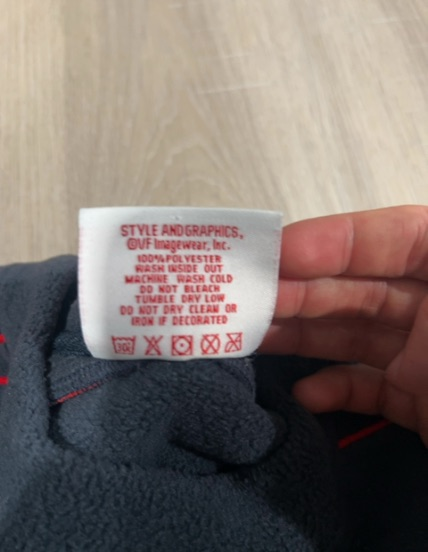 STYLE AND GRAPHICS,
©VF Imagewear, Inc.
100% POLYESTER
WASH INSIDE OUT
MACHINE WASH COLD
DO NOT BLEACH
TUMBLE DRY LOW
DO NOT DRY CLEAN OR
IRON IF DECORATED
30